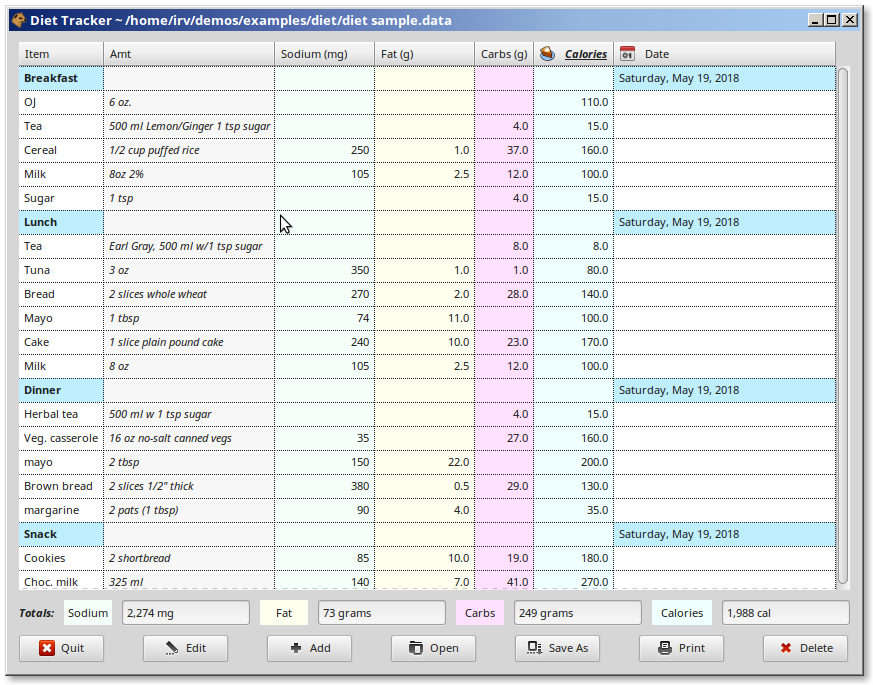 Diet Tracker ~ /home/irv/demos/examples/diet/diet sample.data
Item Amt Sodium (mg) Fat (g) Carbs (g) Calories 01 Date
Breakfast Saturday, May 19, 2018
OJ 6 oz. 110.0
Tea 500 ml Lemon/Ginger 1 tsp sugar 4.0 15.0
Cereal 1/2 cup puffed rice 250 1.0 37.0 160.0
Milk 8oz 2% 105 2.5 12.0 100.0
Sugar 1 tsp 4.0 15.0
Lunch Saturday, May 19, 2018
Tea Earl Gray, 500 ml w/1 tsp sugar 8.0 8.0
Tuna 3 oz 350 1.0 1.0 80.0
Bread 2 slices whole wheat 270 2.0 28.0 140.0
Mayo 1 tbsp 74 11.0 100.0
Cake 1 slice plain pound cake 240 10.0 23.0 170.0
Milk 8 oz 105 2.5 12.0 100.0
Dinner Saturday, May 19, 2018
Herbal tea 500 ml w 1 tsp sugar 4.0 15.0
Veg. casserole 16 oz no-salt canned vegs 35 27.0 160.0
mayo 2 tbsp 150 22.0 200.0
Brown bread 2 slices 1/2" thick 380 0.5 29.0 130.0
margarine 2 pats (1 tbsp) 90 4.0 35.0
Snack Saturday, May 19, 2018
Cookies 2 shortbread 85 10.0 19.0 180.0
Choc. milk 325 ml 140 7.0 41.0 270.0
Totals: Sodium 2,274 mg Fat 73 grams Carbs 249 grams Calories 1,988 cal
Quit Edit Add Open Save As Print Delete